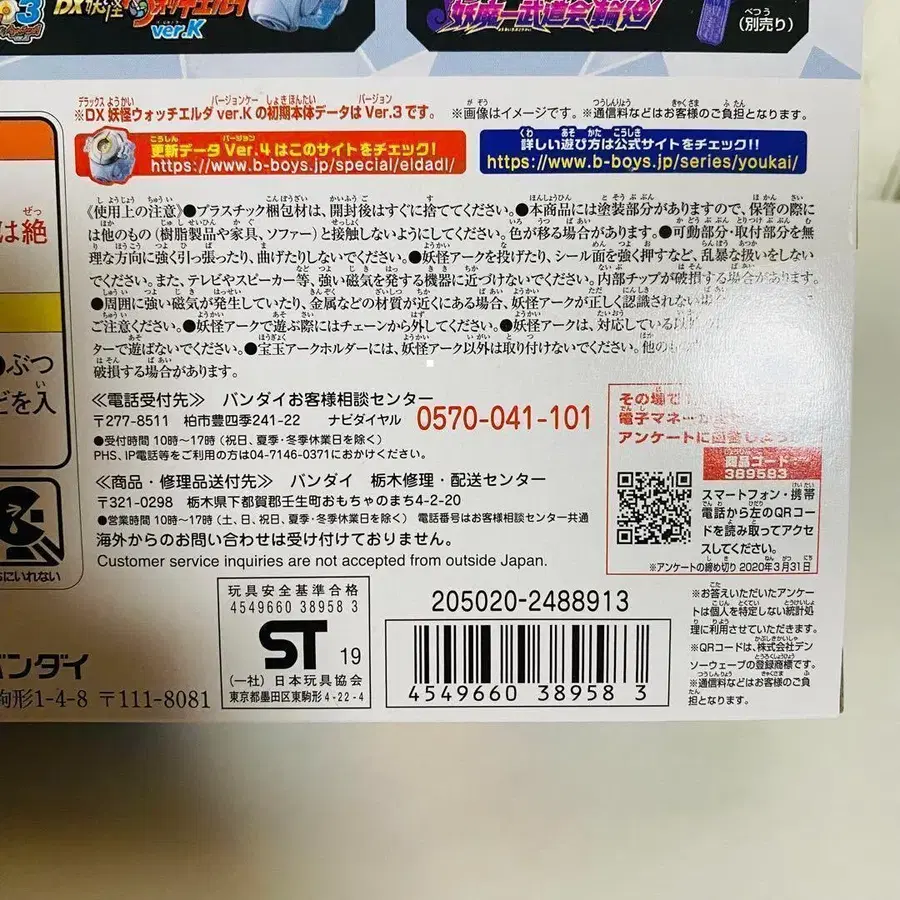 DX妖怪ウォッチエルダ
ver.K
妖魔一武道会編
(別売り)
※DX妖怪ウォッチエルダver.Kの初期本体データはVer.3です。 ※画像はイメージです。 ※通信料などはお客様のご負担となります。
更新データVer.4はこのサイトをチェック!
https://www.b-boys.jp/special/eldadl/
詳しい遊び方は公式サイトをチェック!!
https://www.b-boys.jp/series/youkai/
《使用上の注意》●プラスチック梱包材は、開封後はすぐに捨ててください。●本商品には塗装部分がありますので、保管の際に
は他のもの(樹脂製品や家具、ソファー)と接触しないようにしてください。色が移る場合があります。●可動部分・取付部分を無
理な方向に強く引っ張ったり、曲げたりしないでください。●妖怪アークを投げたり、シール面を強く押すなど、乱暴な扱いをしない
でください。また、テレビやスピーカー等、強い磁気を発する機器に近づけないでください。内部チップが破損する場合があります。
●周囲に強い磁気が発生していたり、金属などの材質が近くにある場合、妖怪アークが正しく認識されない場合
ご注意ください。●妖怪アークで遊ぶ際にはチェーンから外してください。●妖怪アークは、対応している以
ターで遊ばないでください。●宝玉アークホルダーには、妖怪アーク以外は取り付けないでください。他のもの
破損する場合があります。
は絶
ぶつ
どを入
ちにいれない
≪電話受付先≫ バンダイお客様相談センター
〒277-8511 柏市豊四季241-22 ナビダイヤル 0570-041-101
●受付時間 10時〜17時(祝日、夏季・冬季休業日を除く)
PHS、IP電話等をご利用の方は04-7146-0371におかけください。
≪商品・修理品送付先≫ バンダイ 栃木修理・配送センター
〒321-0298 栃木県下都賀郡壬生町おもちゃのまち4-2-20
●営業時間 10時〜17時(土、日、祝日、夏季・冬季休業日を除く) 電話番号はお客様相談センター共通
海外からのお問い合わせは受け付けておりません。
Customer service inquiries are not accepted from outside Japan.
その場で
電子マネーが
アンケートに回答しよう
商品コード
389583
スマートフォン・携帯
電話から左のQRコー
ドを読み取ってアクセ
スしてください。
※アンケートの締め切り 2020年3月31日
※お答えいただいたアンケー
トは個人を特定しない統計処
理に利用させていただきます。
※QRコードは、株式会社デン
ソーウェーブの登録商標です。
※通信料などはお客様のご負
担となります。
玩具安全基準合格
4549660 38958 3
ST 19
(一社)日本玩具協会
東京都墨田区東駒形4-22-4
205020-2488913
4549660 38958 3
バンダイ
駒形1-4-8 〒111-8081